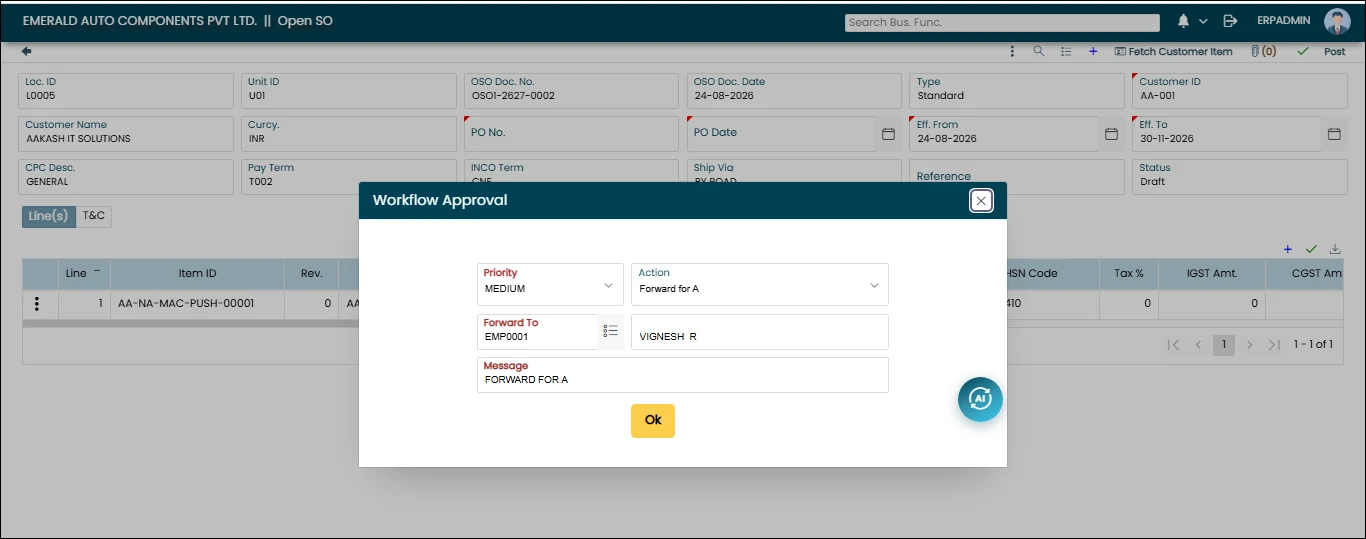 EMERALD AUTO COMPONENTS PVT LTD. || Open SO
Search Bus. Func.
ERPADMIN
Fetch Customer Item
(0)
Post
Loc. ID
L0005
Unit ID
U01
OSO Doc. No.
OSO1-2627-0002
OSO Doc. Date
24-08-2026
Type
Standard
Customer ID
AA-001
Customer Name
AAKASH IT SOLUTIONS
Curcy.
INR
PO No.
PO Date
Eff. From
24-08-2026
Eff. To
30-11-2026
CPC Desc.
GENERAL
Pay Term
T002
INCO Term
Ship Via
BY ROAD
Reference
Status
Draft
Workflow Approval
Line(s)
T&C
Priority
MEDIUM
Action
Forward for A
Forward To
EMP0001
VIGNESH R
Message
FORWARD FOR A
Ok
AI
Line
Item ID
Rev.
HSN Code
Tax %
IGST Amt.
CGST Am
1
AA-NA-MAC-PUSH-00001
0
AA
410
0
0
1
1 - 1 of 1